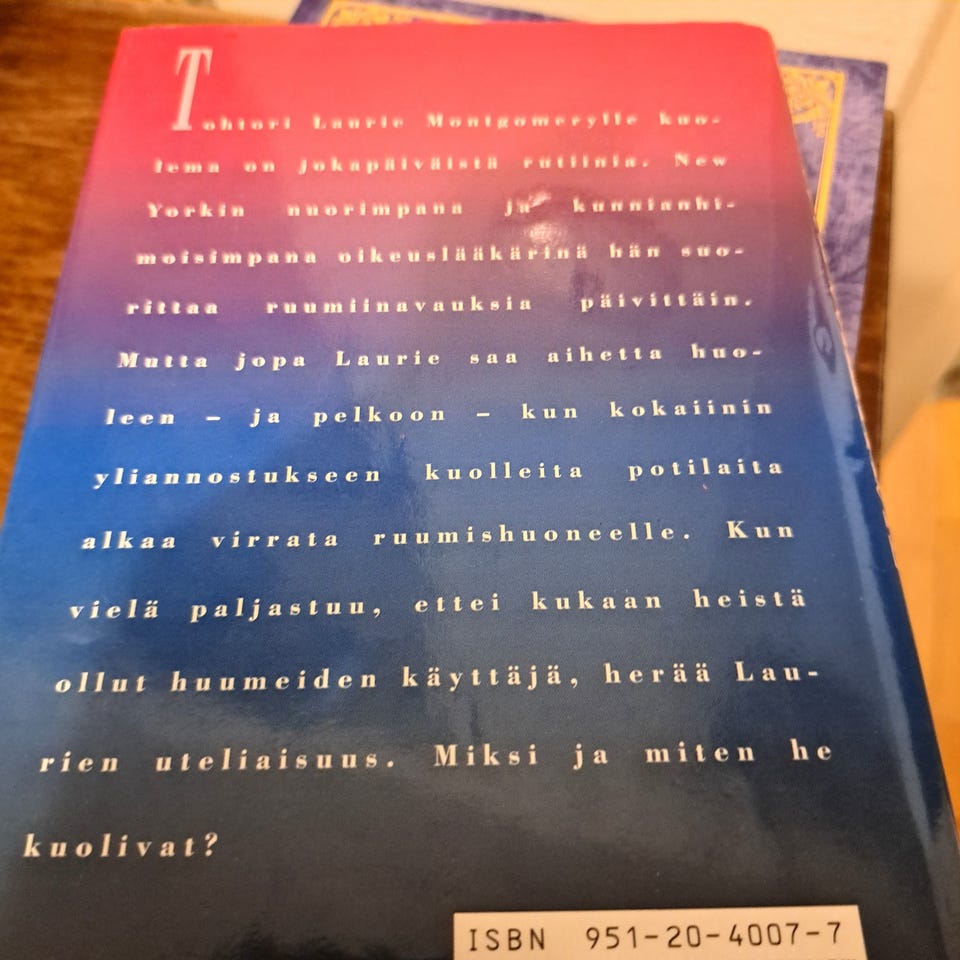 Tohtori Laurie Montgomerylle kuo-
lema on jokapäiväistä rutiinia. New
Yorkin nuorimpana ja kunnianhi-
moisimpana oikeuslääkärinä hän suo-
rittaa ruumiinavauksia päivittäin.
Mutta jopa Laurie saa aihetta huo-
leen – ja pelkoon – kun kokaiinin
yliannostukseen kuolleita potilaita
alkaa virrata ruumishuoneelle. Kun
vielä paljastuu, ettei kukaan heistä
ollut huumeiden käyttäjä, herää Lau-
rien uteliaisuus. Miksi ja miten he
kuolivat?
ISBN 951-20-4007-7